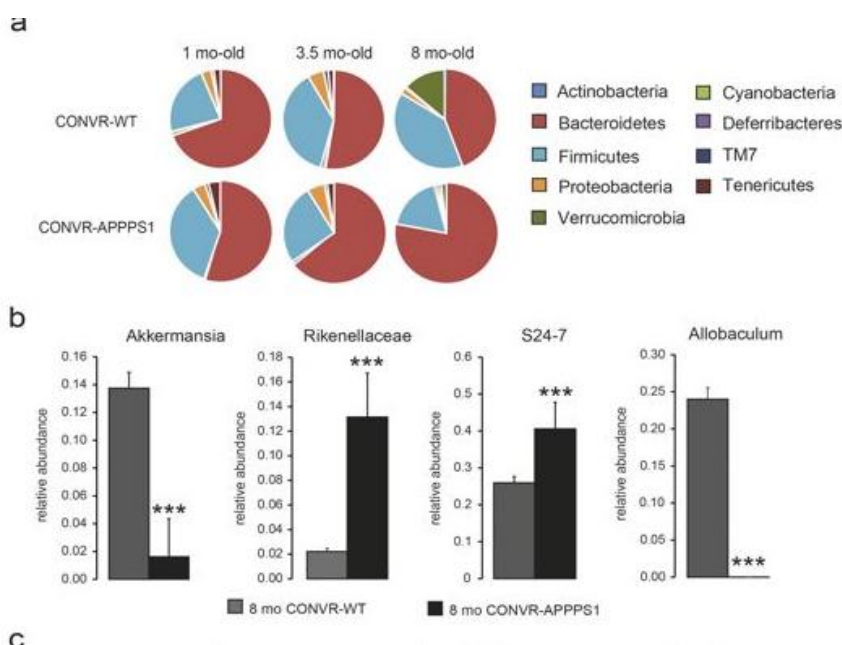 a
1 mo-old 3.5 mo-old 8 mo-old
CONVR-WT
CONVR-APPPS1
Actinobacteria
Bacteroidetes
Firmicutes
Proteobacteria
Verrucomicrobia
Cyanobacteria
Deferribacteres
TM7
Tenericutes
b
Akkermansia
relative abundance
0.16
0.14
0.12
0.10
0.08
0.06
0.04
0.02
0.00
***
Rikenellaceae
relative abundance
0.18
0.16
0.14
0.12
0.10
0.08
0.06
0.04
0.02
0.00
***
S24-7
relative abundance
0.6
0.5
0.4
0.3
0.2
0.1
0
***
Allobaculum
relative abundance
0.30
0.25
0.20
0.15
0.10
0.05
0.00
***
8 mo CONVR-WT 8 mo CONVR-APPPS1
c